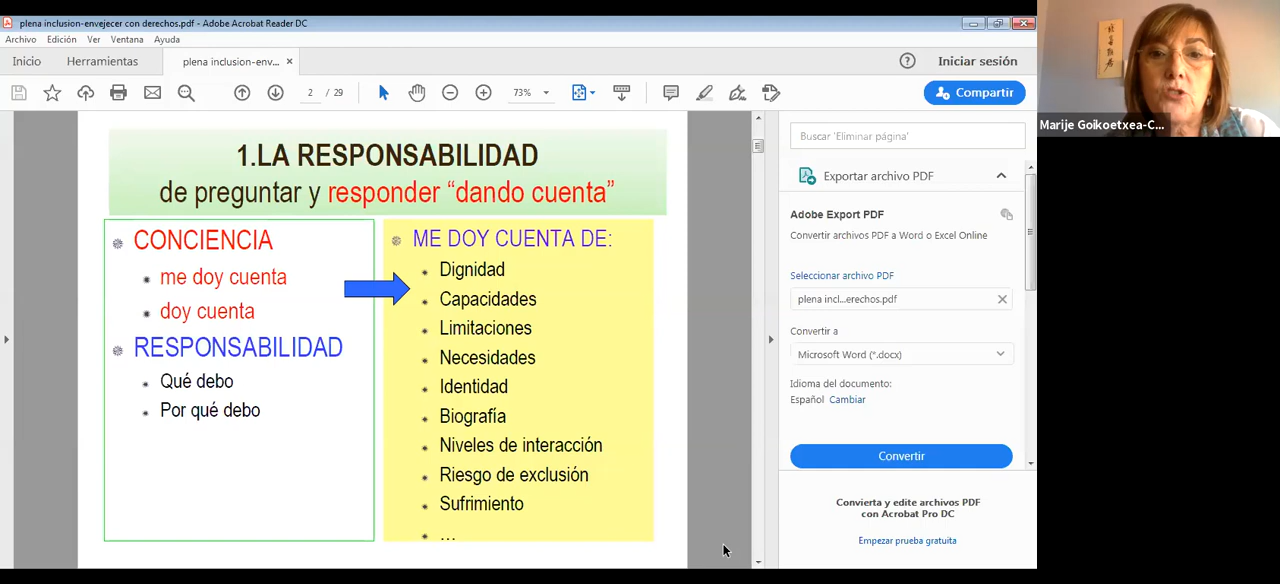 plena inclusion-envejecer con derechos.pdf - Adobe Acrobat Reader DC
Archivo Edición Ver Ventana Ayuda
Inicio Herramientas plena inclusion-env... × Iniciar sesión
2 / 29 73% Compartir
1.LA RESPONSABILIDAD
de preguntar y responder “dando cuenta”
CONCIENCIA
me doy cuenta
doy cuenta
RESPONSABILIDAD
Qué debo
Por qué debo
ME DOY CUENTA DE:
Dignidad
Capacidades
Limitaciones
Necesidades
Identidad
Biografía
Niveles de interacción
Riesgo de exclusión
Sufrimiento
...
Buscar 'Eliminar página'
Exportar archivo PDF
Adobe Export PDF
Convertir archivos PDF a Word o Excel Online
Seleccionar archivo PDF
plena incl...erechos.pdf
Convertir a
Microsoft Word (*.docx)
Idioma del documento:
Español Cambiar
Convertir
Convierta y edite archivos PDF
con Acrobat Pro DC
Empezar prueba gratuita
Marije Goikoetxea-C...